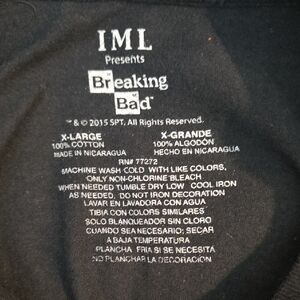 IML
Presents
Breaking
Bad
™ & © 2015 SPT, All Rights Reserved.
X-LARGE X-GRANDE
100% COTTON 100% ALGODÓN
MADE IN NICARAGUA HECHO EN NICARAGUA
RN# 77272
MACHINE WASH COLD WITH LIKE COLORS,
ONLY NON-CHLORINE BLEACH
WHEN NEEDED TUMBLE DRY LOW COOL IRON
AS NEEDED, DO NOT IRON DECORATION
LAVAR EN LAVADORA CON AGUA
TIBIA CON COLORS SIMILARES
SOLO BLANQUEADOR SIN CLORO
CUANDO SEA NECESARIO; SECAR
A BAJA TEMPERATURA
PLANCHA FRIA SI SE NECESITA
NO PLANCHAR LA DECORACION